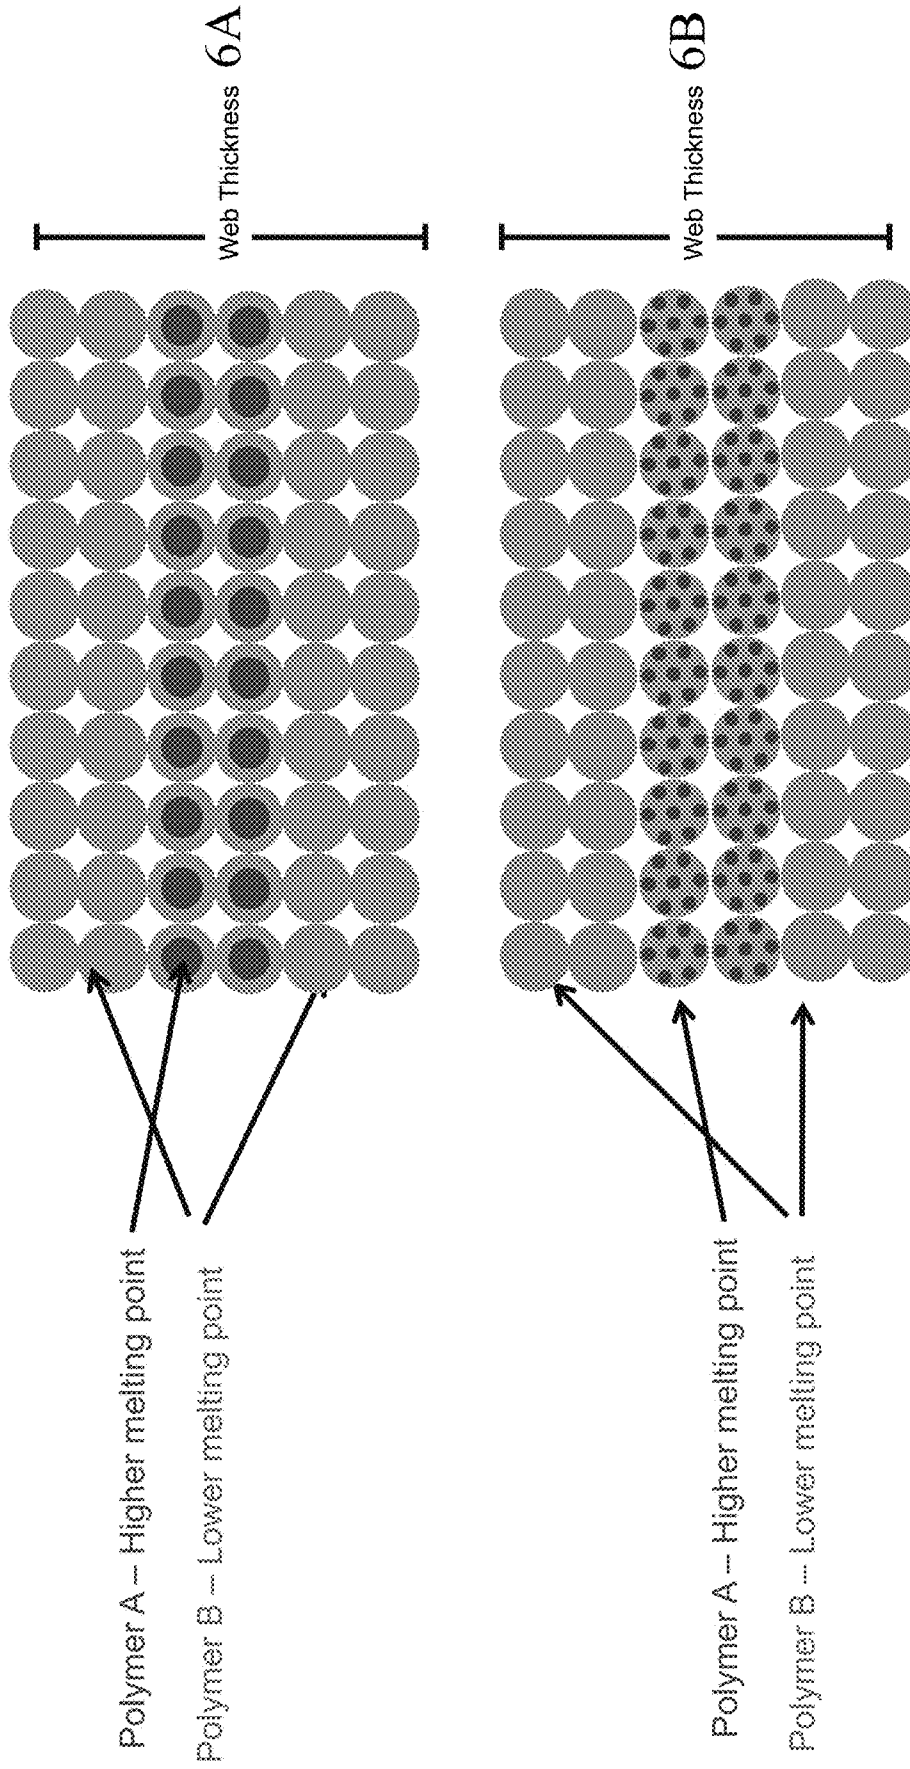 6A
Web Thickness
Polymer A – Higher melting point
Polymer B – Lower melting point
6B
Web Thickness
Polymer A – Higher melting point
Polymer B – Lower melting point